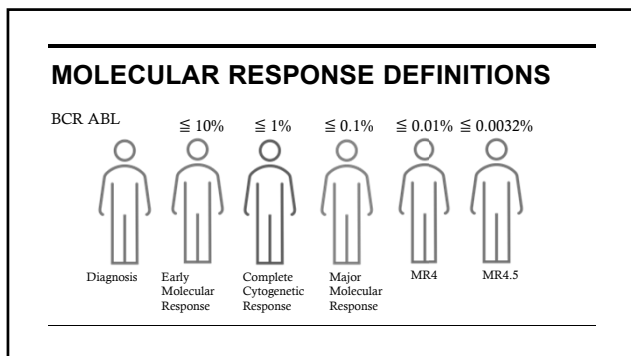 MOLECULAR RESPONSE DEFINITIONS
BCR ABL
≦ 10%
≦ 1%
≦ 0.1%
≦ 0.01%
≦ 0.0032%
Diagnosis
Early
Molecular
Response
Complete
Cytogenetic
Response
Major
Molecular
Response
MR4
MR4.5